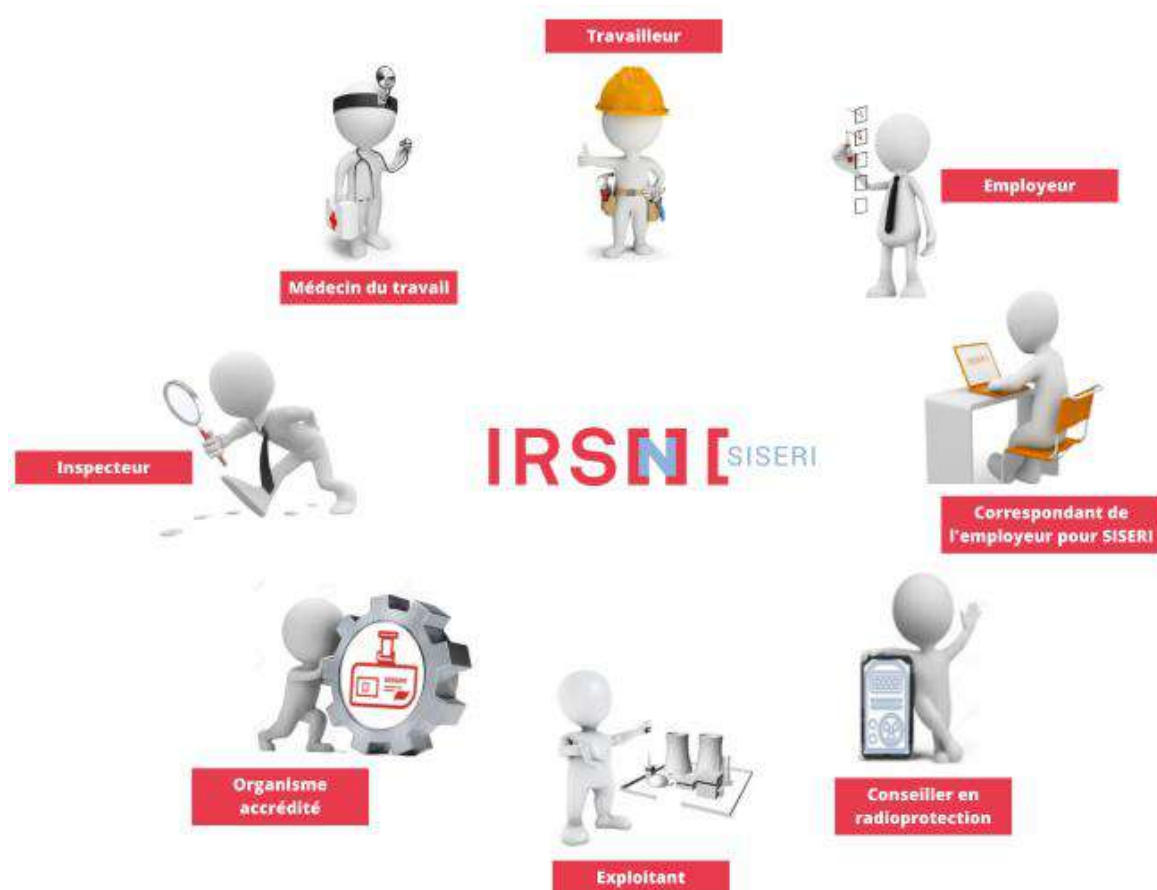 Travailleur
Médecin du travail
Employeur
Inspecteur
IRSN SISERI
Correspondant de
l'employeur pour SISERI
Organisme
accrédité
Conseiller en
radioprotection
Exploitant